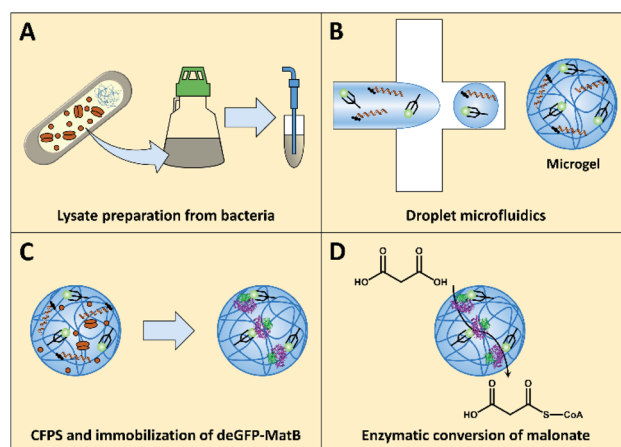 A
Lysate preparation from bacteria
B
Microgel
Droplet microfluidics
C
CFPS and immobilization of deGFP-MatB
D
O O
HO OH
O O
HO S CoA
Enzymatic conversion of malonate